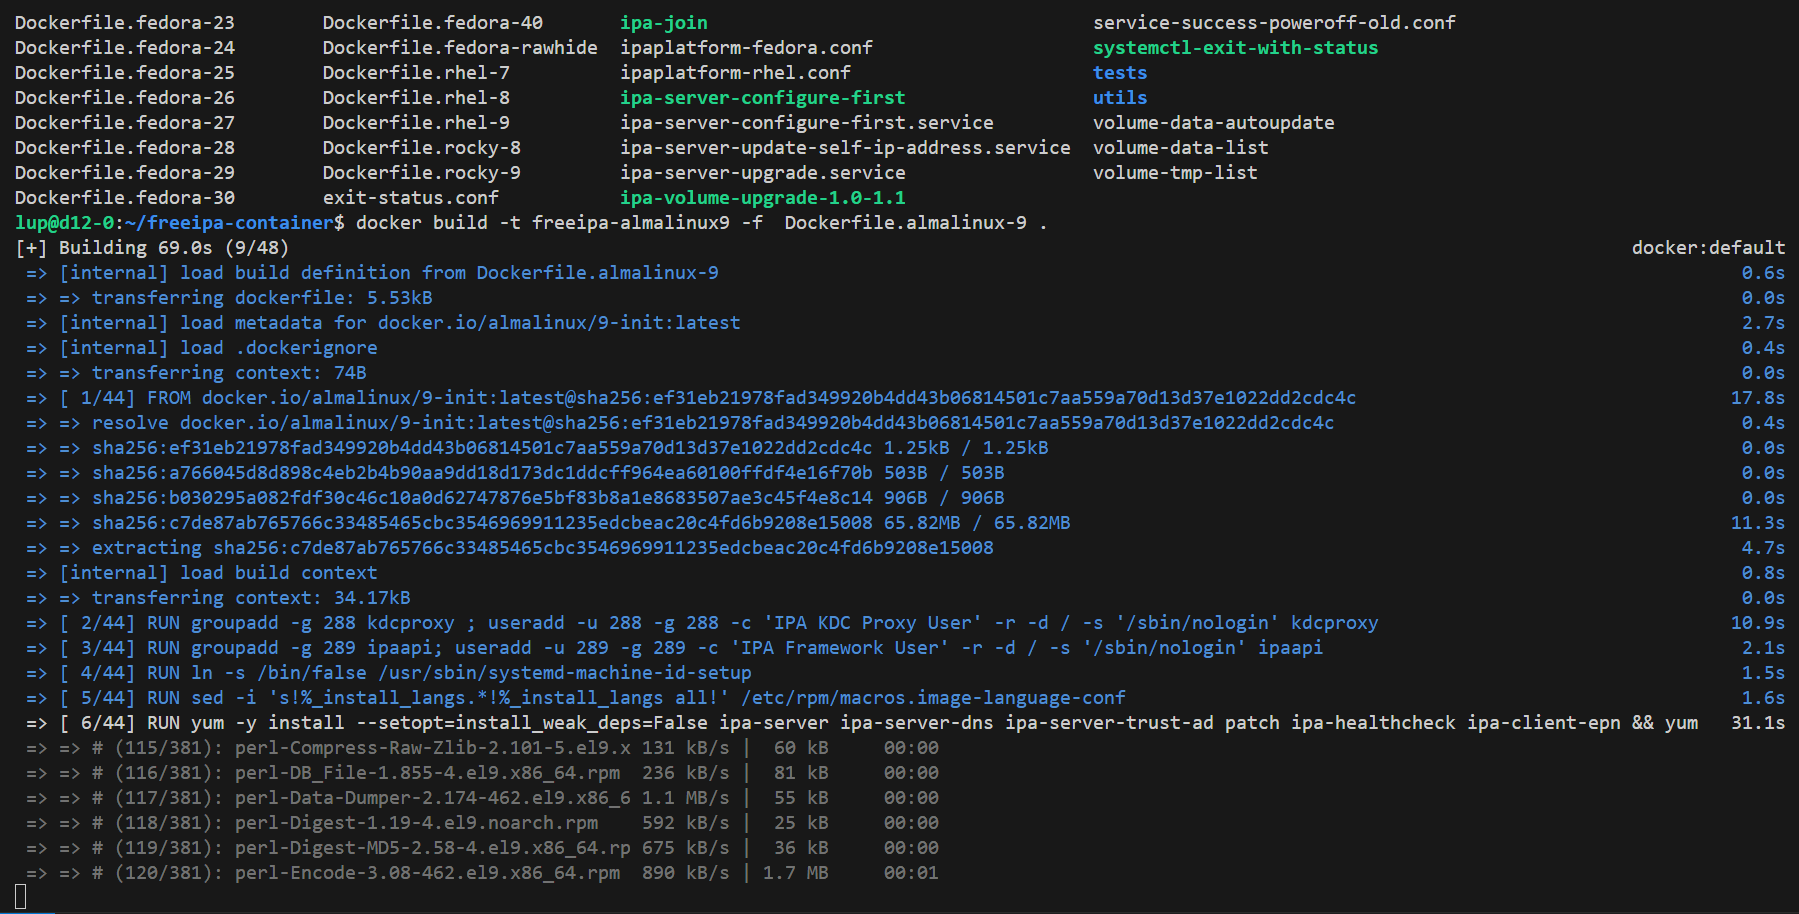 Dockerfile.fedora-23        Dockerfile.fedora-40       ipa-join                                   service-success-poweroff-old.conf
Dockerfile.fedora-24        Dockerfile.fedora-rawhide  ipaplatform-fedora.conf                    systemctl-exit-with-status
Dockerfile.fedora-25        Dockerfile.rhel-7          ipaplatform-rhel.conf                      tests
Dockerfile.fedora-26        Dockerfile.rhel-8          ipa-server-configure-first                 utils
Dockerfile.fedora-27        Dockerfile.rhel-9          ipa-server-configure-first.service         volume-data-autoupdate
Dockerfile.fedora-28        Dockerfile.rocky-8         ipa-server-update-self-ip-address.service  volume-data-list
Dockerfile.fedora-29        Dockerfile.rocky-9         ipa-server-upgrade.service                 volume-tmp-list
Dockerfile.fedora-30        exit-status.conf           ipa-volume-upgrade-1.0-1.1
lup@d12-0:~/freeipa-container$ docker build -t freeipa-almalinux9 -f  Dockerfile.almalinux-9 .
[+] Building 69.0s (9/48) docker:default
=> [internal] load build definition from Dockerfile.almalinux-9 0.6s
=> => transferring dockerfile: 5.53kB 0.0s
=> [internal] load metadata for docker.io/almalinux/9-init:latest 2.7s
=> [internal] load .dockerignore 0.4s
=> => transferring context: 74B 0.0s
=> [ 1/44] FROM docker.io/almalinux/9-init:latest@sha256:ef31eb21978fad349920b4dd43b06814501c7aa559a70d13d37e1022dd2cdc4c 17.8s
=> => resolve docker.io/almalinux/9-init:latest@sha256:ef31eb21978fad349920b4dd43b06814501c7aa559a70d13d37e1022dd2cdc4c 0.4s
=> => sha256:ef31eb21978fad349920b4dd43b06814501c7aa559a70d13d37e1022dd2cdc4c 1.25kB / 1.25kB 0.0s
=> => sha256:a766045d8d898c4eb2b4b90aa9dd18d173dc1ddcff964ea60100ffdf4e16f70b 503B / 503B 0.0s
=> => sha256:b030295a082fdf30c46c10a0d62747876e5bf83b8a1e8683507ae3c45f4e8c14 906B / 906B 0.0s
=> => sha256:c7de87ab765766c33485465cbc3546969911235edcbeac20c4fd6b9208e15008 65.82MB / 65.82MB 11.3s
=> => extracting sha256:c7de87ab765766c33485465cbc3546969911235edcbeac20c4fd6b9208e15008 4.7s
=> [internal] load build context 0.8s
=> => transferring context: 34.17kB 0.0s
=> [ 2/44] RUN groupadd -g 288 kdcproxy ; useradd -u 288 -g 288 -c 'IPA KDC Proxy User' -r -d / -s '/sbin/nologin' kdcproxy 10.9s
=> [ 3/44] RUN groupadd -g 289 ipaapi; useradd -u 289 -g 289 -c 'IPA Framework User' -r -d / -s '/sbin/nologin' ipaapi 2.1s
=> [ 4/44] RUN ln -s /bin/false /usr/sbin/systemd-machine-id-setup 1.5s
=> [ 5/44] RUN sed -i 's!%_install_langs.*!%_install_langs all!' /etc/rpm/macros.image-language-conf 1.6s
=> [ 6/44] RUN yum -y install --setopt=install_weak_deps=False ipa-server ipa-server-dns ipa-server-trust-ad patch ipa-healthcheck ipa-client-epn && yum 31.1s
=> => # (115/381): perl-Compress-Raw-Zlib-2.101-5.el9.x 131 kB/s |  60 kB     00:00
=> => # (116/381): perl-DB_File-1.855-4.el9.x86_64.rpm  236 kB/s |  81 kB     00:00
=> => # (117/381): perl-Data-Dumper-2.174-462.el9.x86_6 1.1 MB/s |  55 kB     00:00
=> => # (118/381): perl-Digest-1.19-4.el9.noarch.rpm    592 kB/s |  25 kB     00:00
=> => # (119/381): perl-Digest-MD5-2.58-4.el9.x86_64.rp 675 kB/s |  36 kB     00:00
=> => # (120/381): perl-Encode-3.08-462.el9.x86_64.rpm  890 kB/s | 1.7 MB     00:01